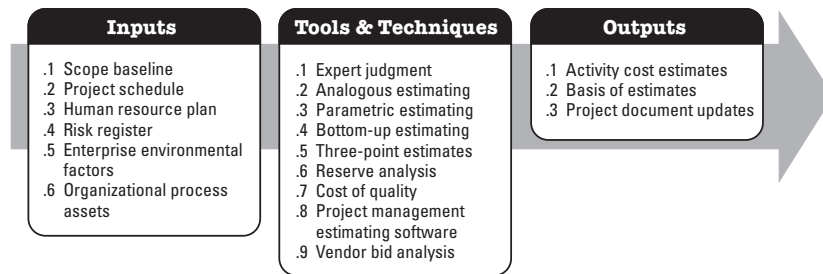 Inputs
.1 Scope baseline
.2 Project schedule
.3 Human resource plan
.4 Risk register
.5 Enterprise environmental
factors
.6 Organizational process
assets
Tools & Techniques
.1 Expert judgment
.2 Analogous estimating
.3 Parametric estimating
.4 Bottom-up estimating
.5 Three-point estimates
.6 Reserve analysis
.7 Cost of quality
.8 Project management
estimating software
.9 Vendor bid analysis
Outputs
.1 Activity cost estimates
.2 Basis of estimates
.3 Project document updates